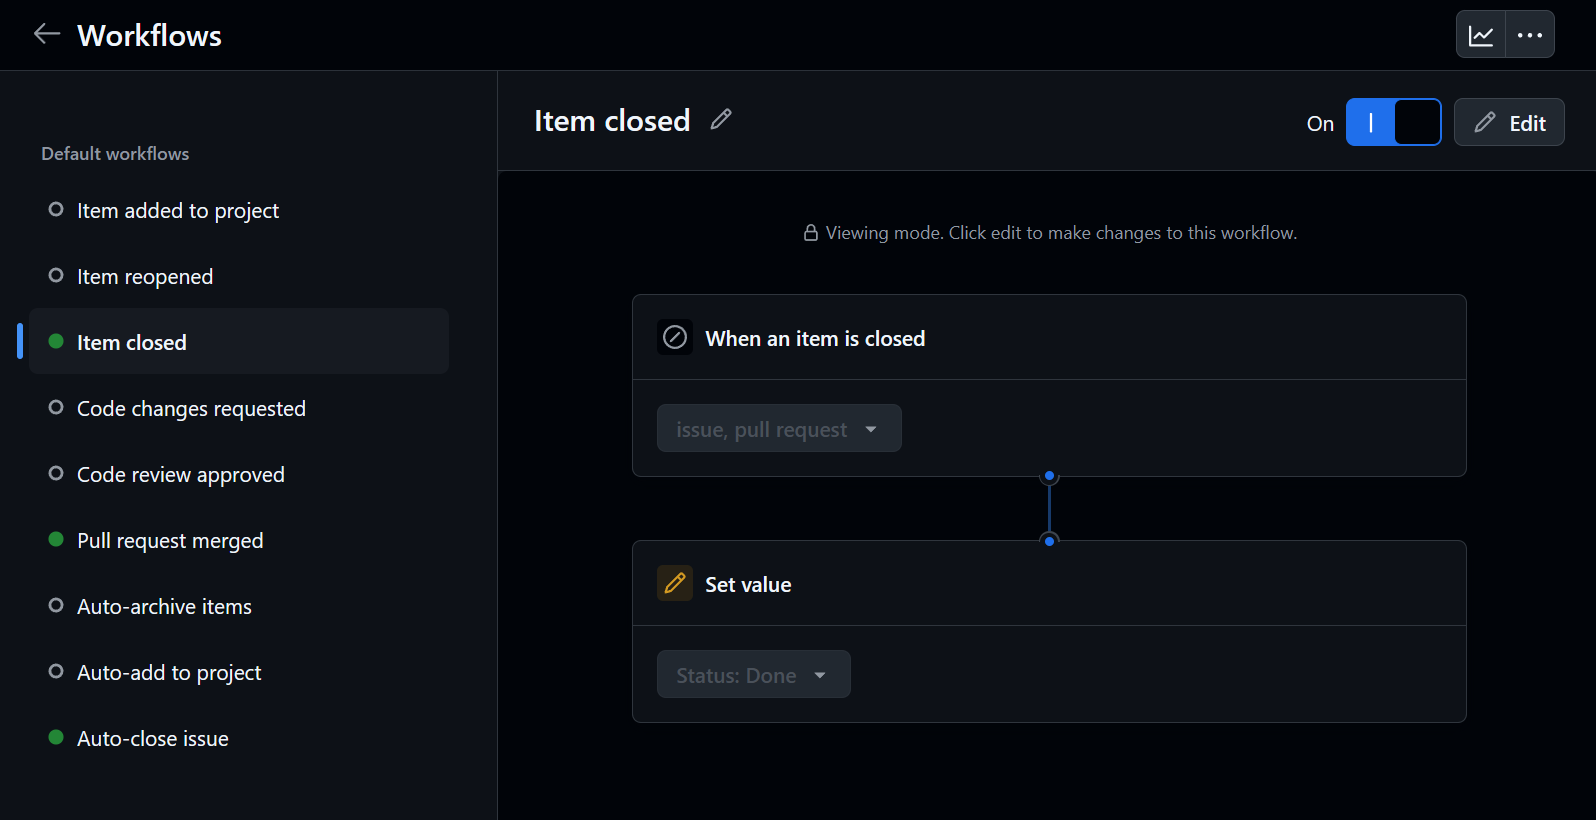 Workflows
Item closed
On
Edit
Default workflows
Item added to project
Item reopened
Item closed
Code changes requested
Code review approved
Pull request merged
Auto-archive items
Auto-add to project
Auto-close issue
Viewing mode. Click edit to make changes to this workflow.
When an item is closed
issue, pull request
Set value
Status: Done